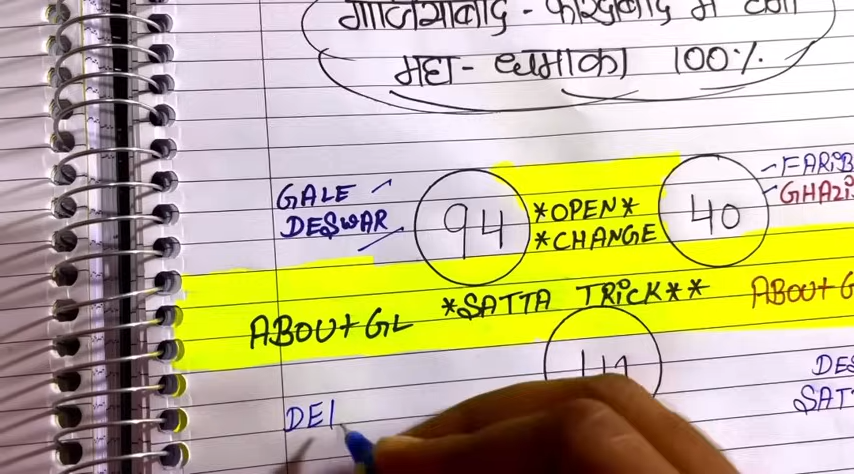 गाजियाबाद - फरिदाबाद में होगा
महा - धमाका 100%.
GALE
DESWAR
94
*OPEN*
*CHANGE
40
FARIB
GHAZI
*SATTA TRICK**
ABOUT GL
ABOUT G
DES
SAT
DEL